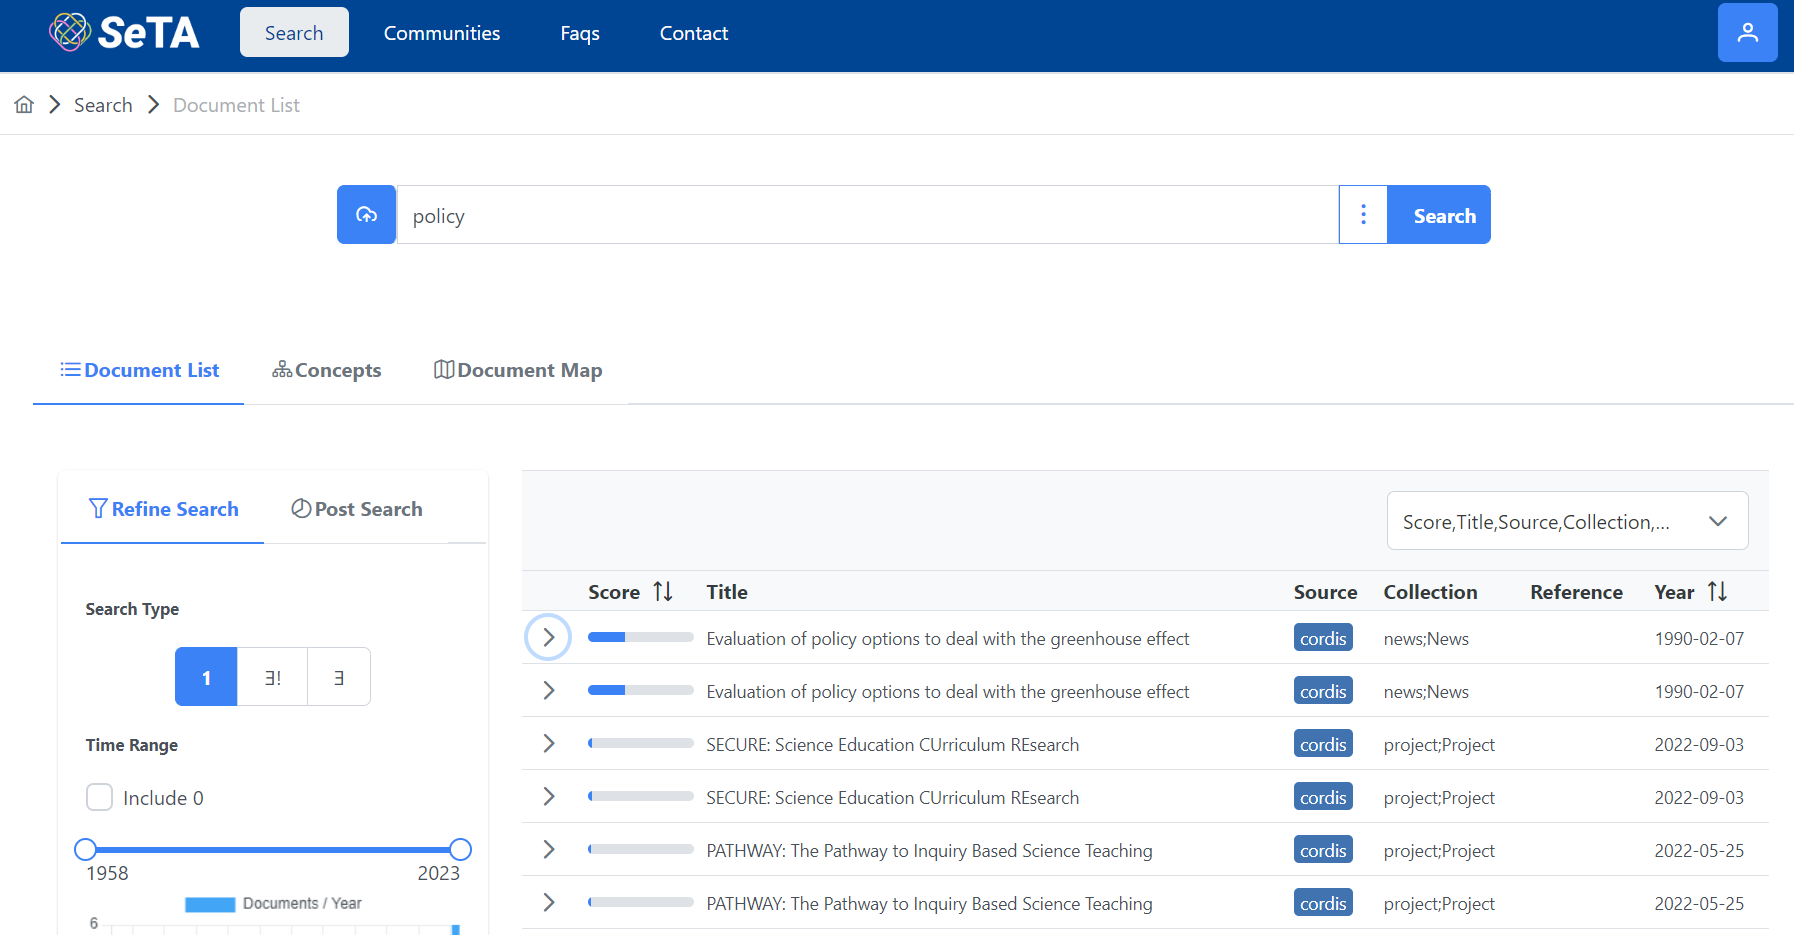 SeTA Search Communities Faqs Contact
Search Document List
policy Search
Document List Concepts Document Map
Refine Search Post Search
Search Type
1 Ǝ! Ǝ
Time Range
Include 0
1958 2023
Documents / Year
6
Score,Title,Source,Collection,...
Score Title Source Collection Reference Year
Evaluation of policy options to deal with the greenhouse effect cordis news;News 1990-02-07
Evaluation of policy options to deal with the greenhouse effect cordis news;News 1990-02-07
SECURE: Science Education CUrriculum REsearch cordis project;Project 2022-09-03
SECURE: Science Education CUrriculum REsearch cordis project;Project 2022-09-03
PATHWAY: The Pathway to Inquiry Based Science Teaching cordis project;Project 2022-05-25
PATHWAY: The Pathway to Inquiry Based Science Teaching cordis project;Project 2022-05-25